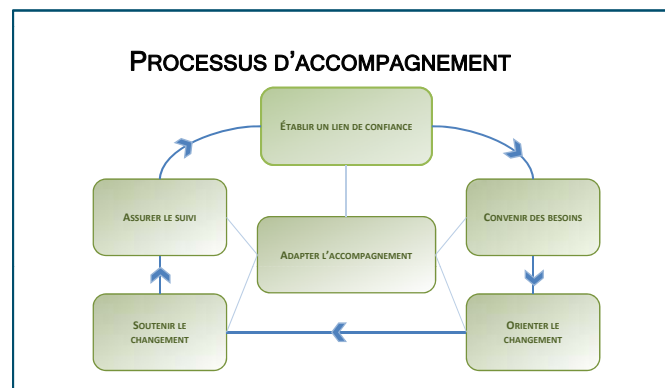 PROCESSUS D'ACCOMPAGNEMENT
ÉTABLIR UN LIEN DE CONFIANCE
ASSURER LE SUIVI
CONVENIR DES BESOINS
ADAPTER L'ACCOMPAGNEMENT
SOUTENIR LE
CHANGEMENT
ORIENTER LE
CHANGEMENT